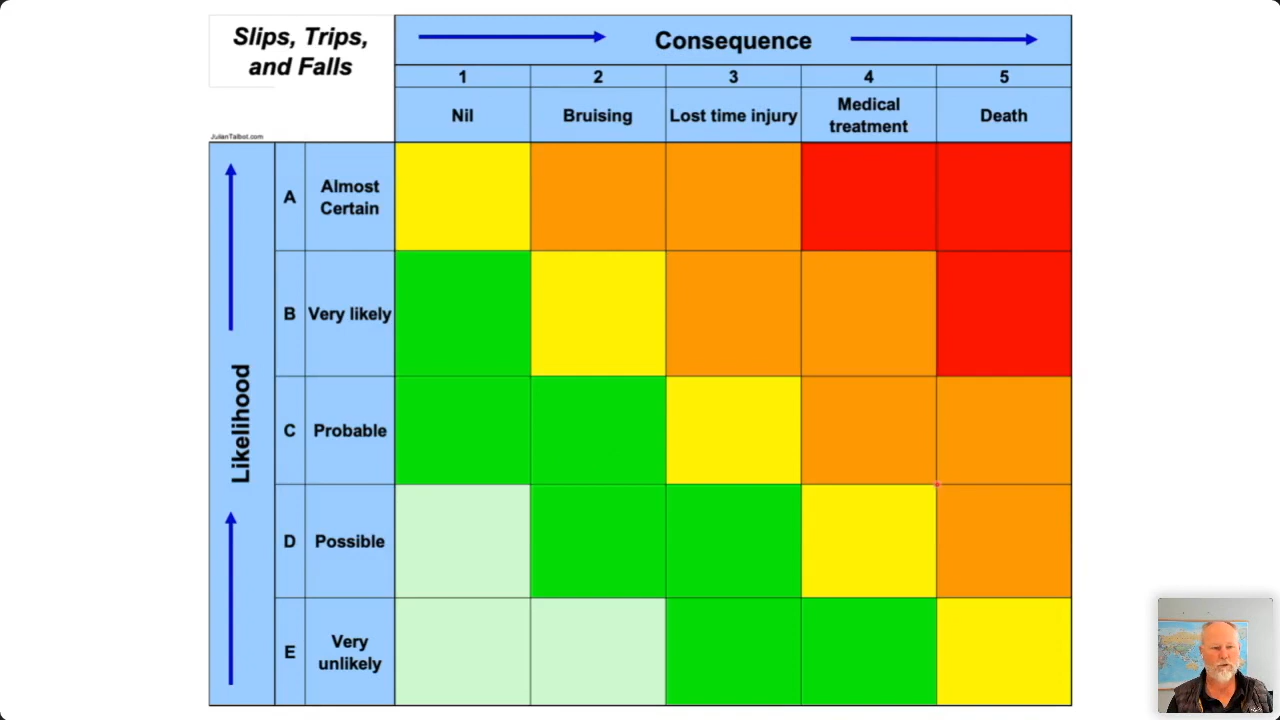 Slips, Trips,
and Falls
JulianTalbot.com
Consequence
1
2
3
4
5
Nil
Bruising
Lost time injury
Medical
treatment
Death
Likelihood
A
Almost
Certain
B
Very likely
C
Probable
D
Possible
E
Very
unlikely